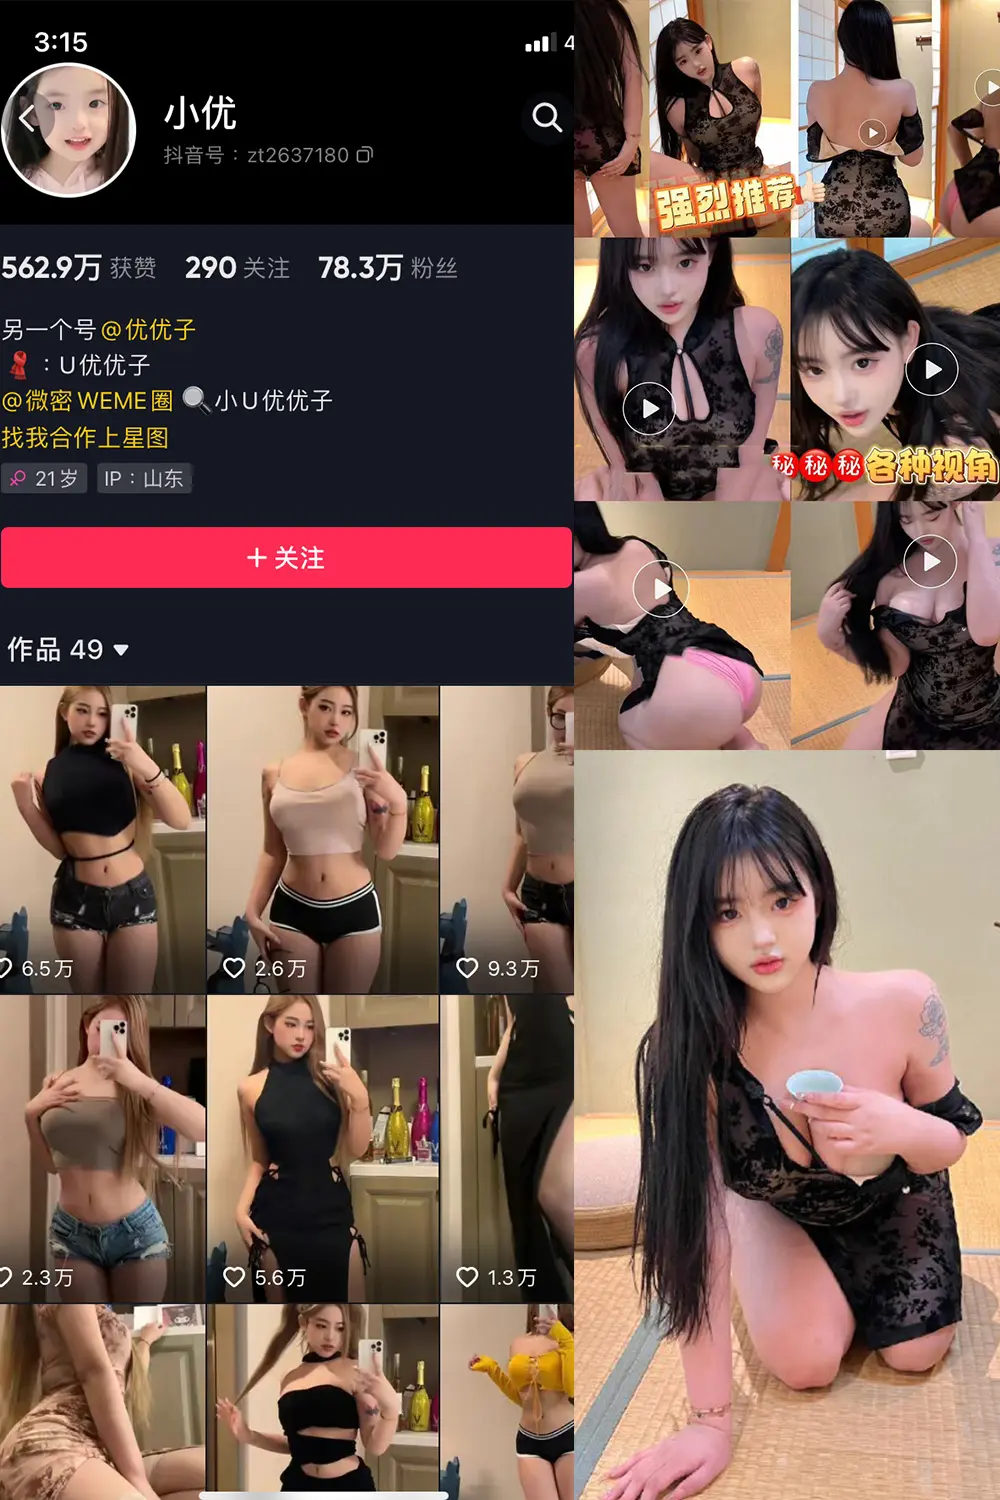 3:15
4
小优
抖音号：zt2637180
562.9万 获赞 290 关注 78.3万 粉丝
另一个号@优优子
：U优优子
@微密 WEME圈 🔍小U优优子
找我合作上星图
♀ 21岁 IP：山东
+ 关注
作品 49
6.5万
2.6万
9.3万
2.3万
5.6万
1.3万
强烈推荐
秘秘秘各种视角